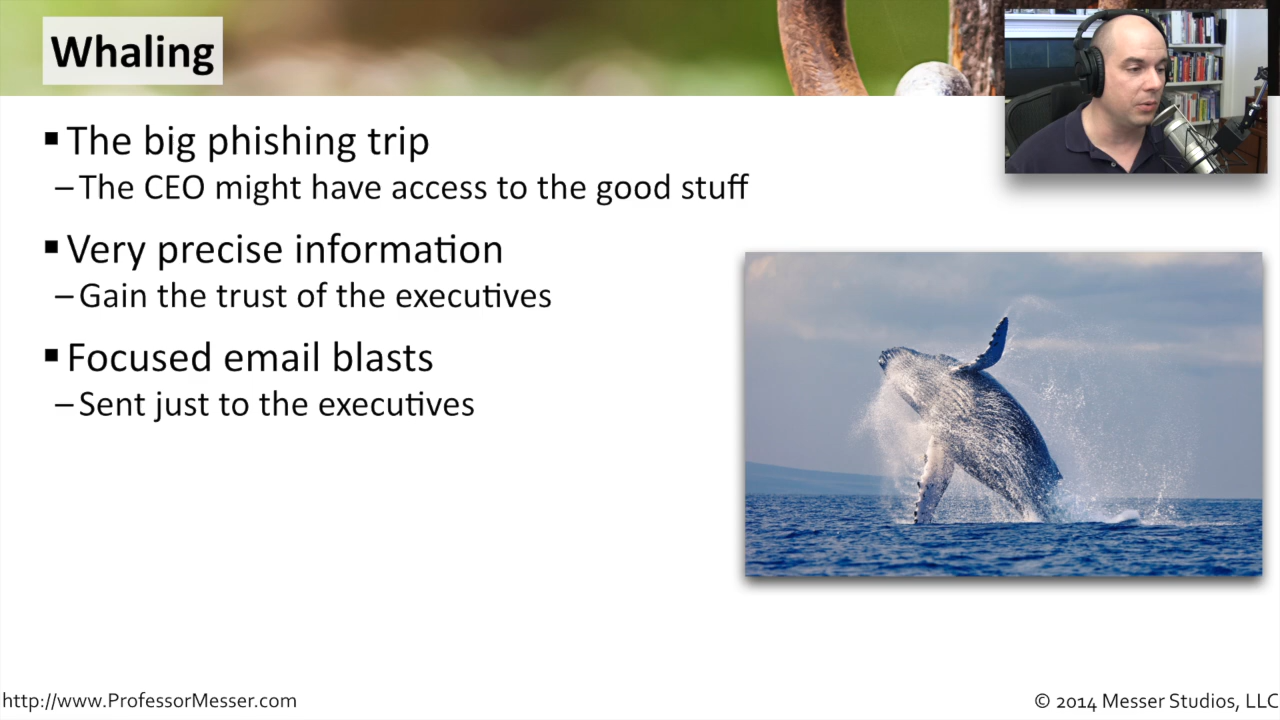 Whaling
▪ The big phishing trip
– The CEO might have access to the good stuff
▪ Very precise information
– Gain the trust of the executives
▪ Focused email blasts
– Sent just to the executives
http://www.ProfessorMesser.com
© 2014 Messer Studios, LLC